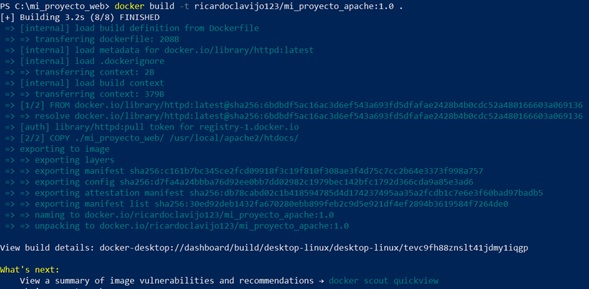 PS C:\mi_proyecto_web> docker build -t ricardoclavijo123/mi_proyecto_apache:1.0 .
[+] Building 3.2s (8/8) FINISHED
=> [internal] load build definition from Dockerfile
=> => transferring dockerfile: 208B
=> [internal] load metadata for docker.io/library/httpd:latest
=> [internal] load .dockerignore
=> => transferring context: 2B
=> [internal] load build context
=> => transferring context: 379B
=> [1/2] FROM docker.io/library/httpd:latest@sha256:6bdbdf5ac16ac3d6ef543a693fd5dfafae2428b4b0cdc52a480166603a069136
=> => resolve docker.io/library/httpd:latest@sha256:6bdbdf5ac16ac3d6ef543a693fd5dfafae2428b4b0cdc52a480166603a069136
=> [auth] library/httpd:pull token for registry-1.docker.io
=> [2/2] COPY ./mi_proyecto_web/ /usr/local/apache2/htdocs/
=> exporting to image
=> => exporting layers
=> => exporting manifest sha256:c161b7bc345ce2fcd09918f3c19f810f308ae3f4d75c7cc2b64e3373f998a757
=> => exporting config sha256:d7fa4a24bbba76d92ee0bb7dd02982c1979bec142bfc1792d366cda9a85e3ad6
=> => exporting attestation manifest sha256:db78cabd02c1b418594785d4d174237495aa35a2fcdb1c7e6e3f60bad97badb5
=> => exporting manifest list sha256:30ed92deb1432fa670280ebb899feb2c9d5e921df4ef2894b3619584f7264de0
=> => naming to docker.io/ricardoclavijo123/mi_proyecto_apache:1.0
=> => unpacking to docker.io/ricardoclavijo123/mi_proyecto_apache:1.0
View build details: docker-desktop://dashboard/build/desktop-linux/desktop-linux/tevc9fh88znslt41jdmy1iqgp
What's next:
View a summary of image vulnerabilities and recommendations → docker scout quickview